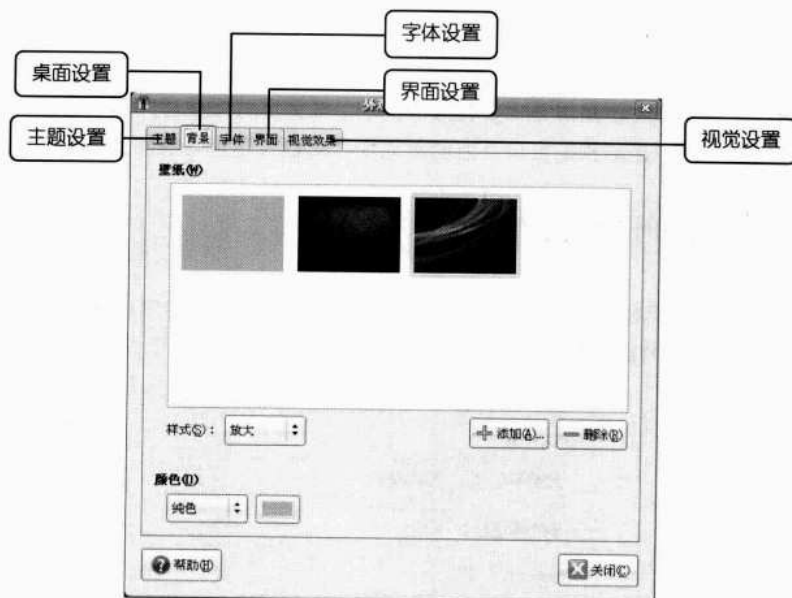 字体设置
桌面设置
界面设置
主题设置
视觉设置
主题 背景 字体 界面 视觉效果
壁纸(W)
样式(S)： 放大
添加(A)... 删除(R)
颜色(O)
纯色
帮助(H)
关闭(C)